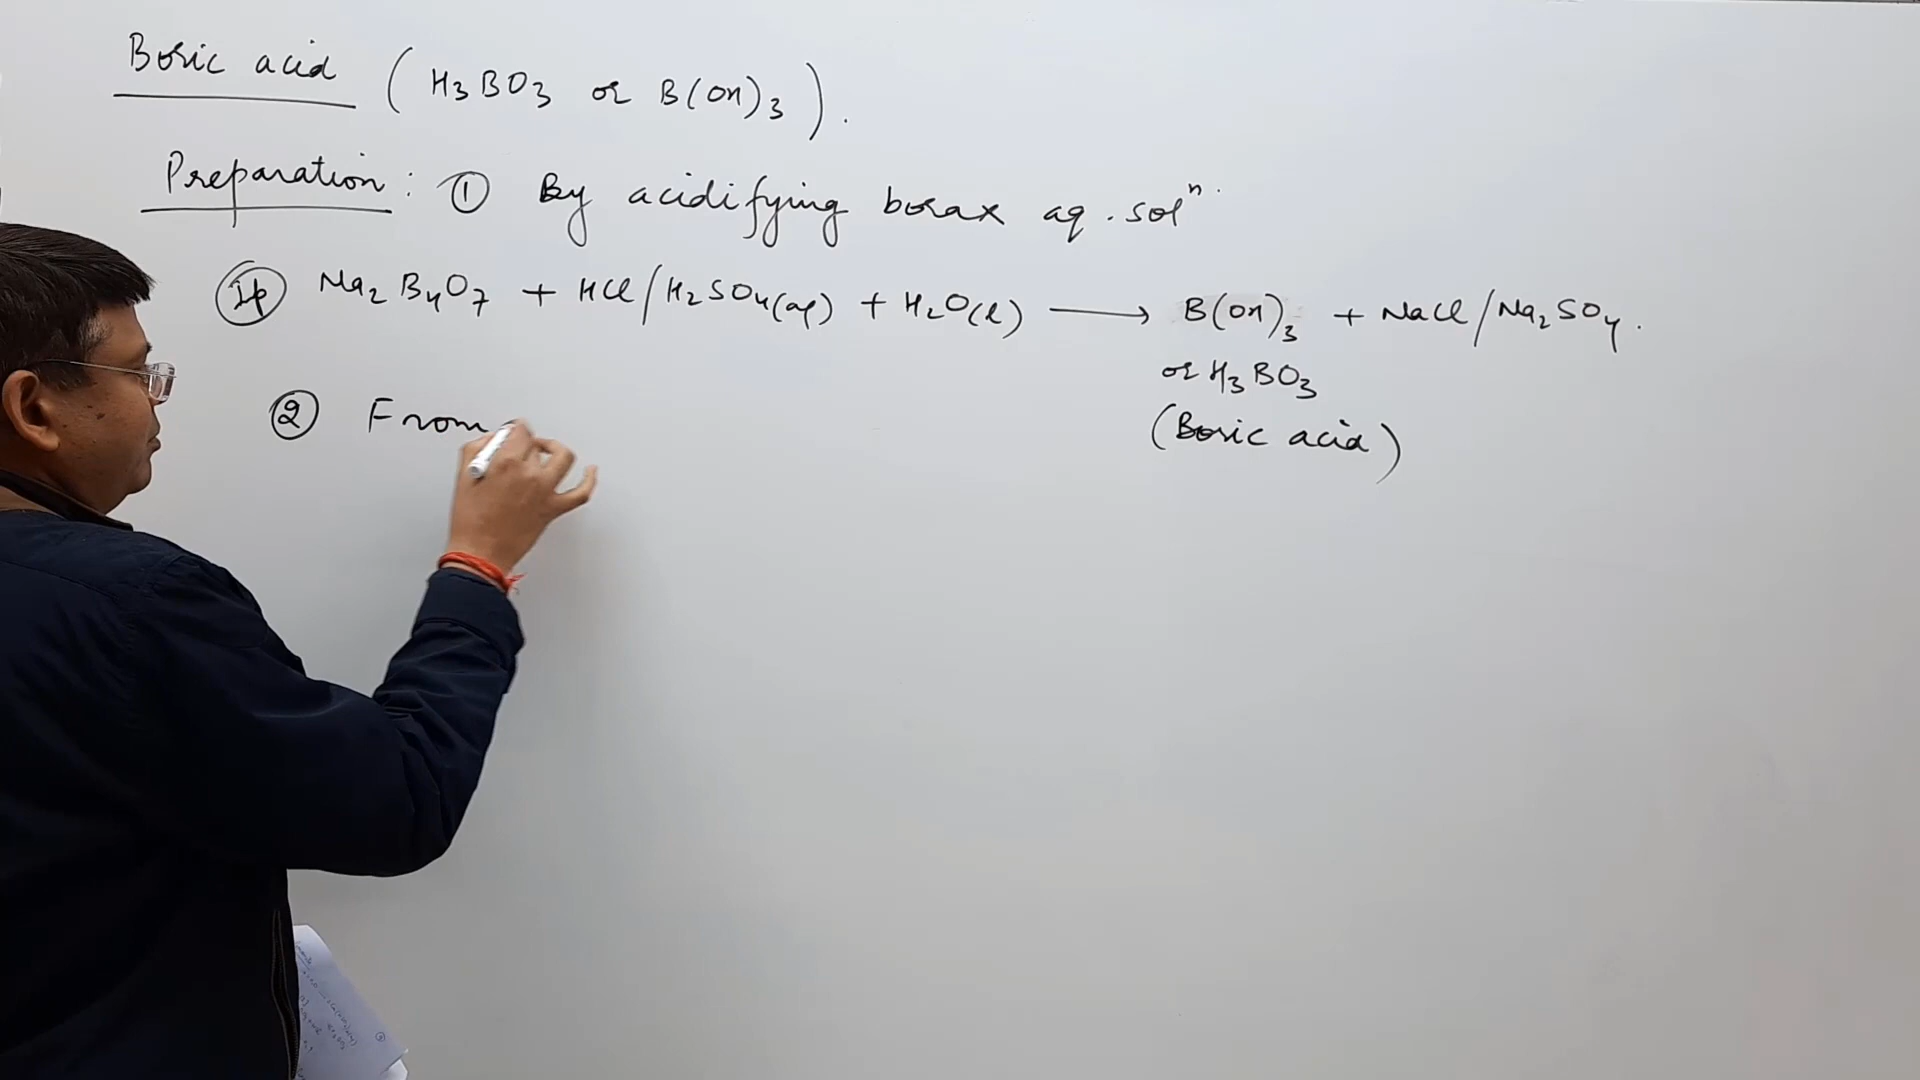 Boric acid (H₃BO₃ or B(OH)₃).
Preparation : ① By acidifying borax aq. solⁿ.
Na₂B₄O₇ + HCl/H₂SO₄(aq) + H₂O(l) ⟶ B(OH)₃ + NaCl/Na₂SO₄.
or H₃BO₃
(Boric acid)
② From